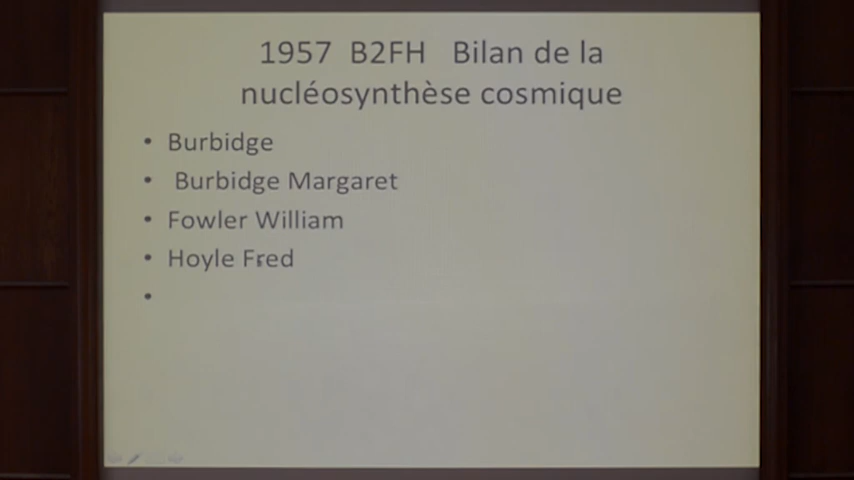 1957 B2FH Bilan de la
nucléosynthèse cosmique
• Burbidge
• Burbidge Margaret
• Fowler William
• Hoyle Fred
•